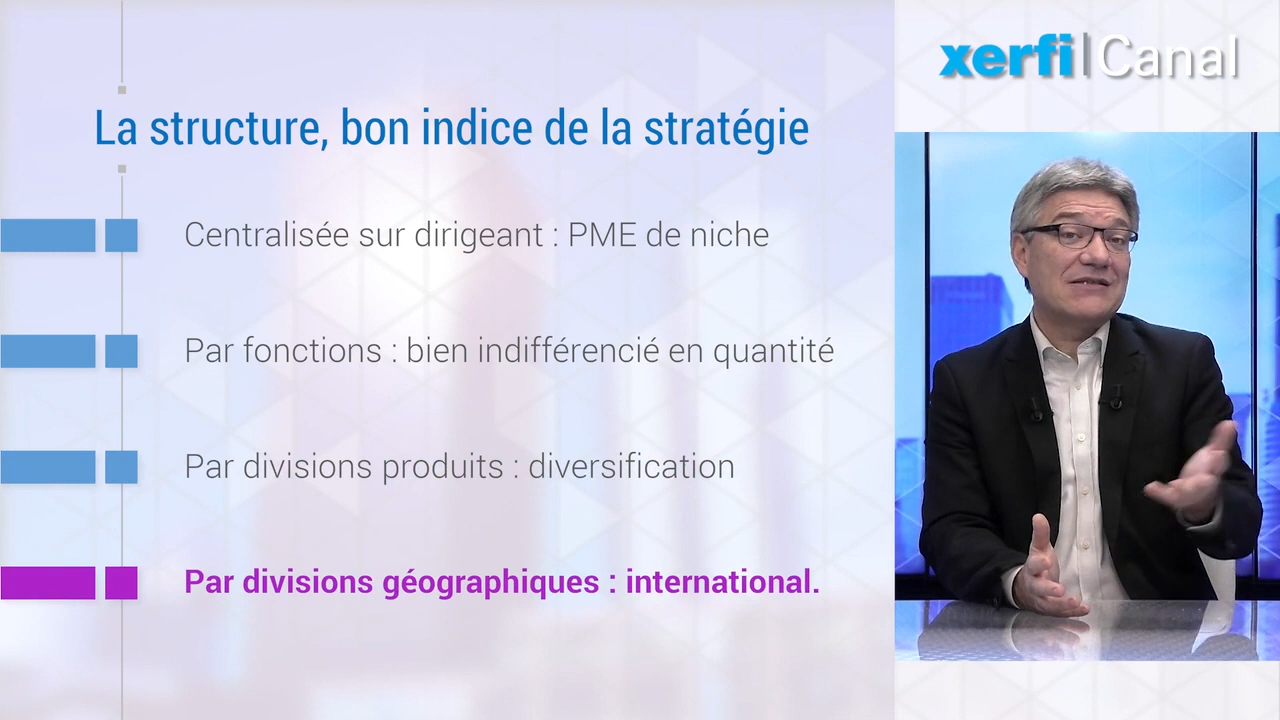 La structure, bon indice de la stratégie
Centralisée sur dirigeant : PME de niche
Par fonctions : bien indifférencié en quantité
Par divisions produits : diversification
Par divisions géographiques : international.
xerfi|Canal